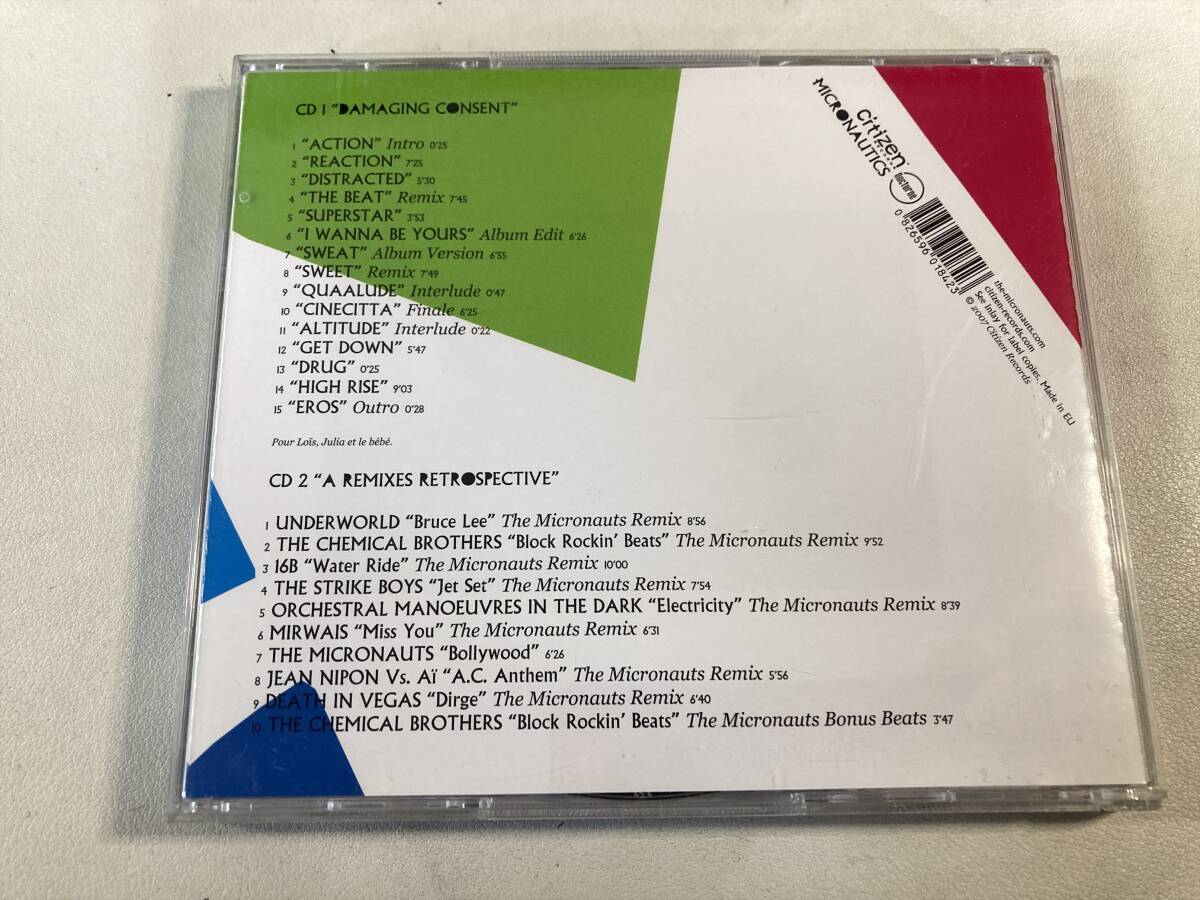 CD 1 “DAMAGING CONSENT”
1 “ACTION” Intro 0'25
2 “REACTION” 7'25
3 “DISTRACTED” 5'30
4 “THE BEAT” Remix 7'45
5 “SUPERSTAR” 3'53
6 “I WANNA BE YOURS” Album Edit 6'26
7 “SWEAT” Album Version 6'55
8 “SWEET” Remix 7'49
9 “QUAALUDE” Interlude 0'47
10 “CINECITTA” Finale 6'25
11 “ALTITUDE” Interlude 0'22
12 “GET DOWN” 5'47
13 “DRUG” 0'25
14 “HIGH RISE” 9'03
15 “EROS” Outro 0'28
Pour Loïs, Julia et le bébé.
CD 2 “A REMIXES RETROSPECTIVE”
1 UNDERWORLD “Bruce Lee” The Micronauts Remix 8'56
2 THE CHEMICAL BROTHERS “Block Rockin’ Beats” The Micronauts Remix 9'52
3 16B “Water Ride” The Micronauts Remix 10'00
4 THE STRIKE BOYS “Jet Set” The Micronauts Remix 7'54
5 ORCHESTRAL MANOEUVRES IN THE DARK “Electricity” The Micronauts Remix 8'39
6 MIRWAIS “Miss You” The Micronauts Remix 6'31
7 THE MICRONAUTS “Bollywood” 6'26
8 JEAN NIPON Vs. Aï “A.C. Anthem” The Micronauts Remix 5'56
9 DEATH IN VEGAS “Dirge” The Micronauts Remix 6'40
10 THE CHEMICAL BROTHERS “Block Rockin’ Beats” The Micronauts Bonus Beats 3'47
MICRONAUTICS
citizen
records
nocturne
0 826596 018423
the-micronauts.com
citizen-records.com
See inlay for label copies. Made in EU
© 2007 Citizen Records